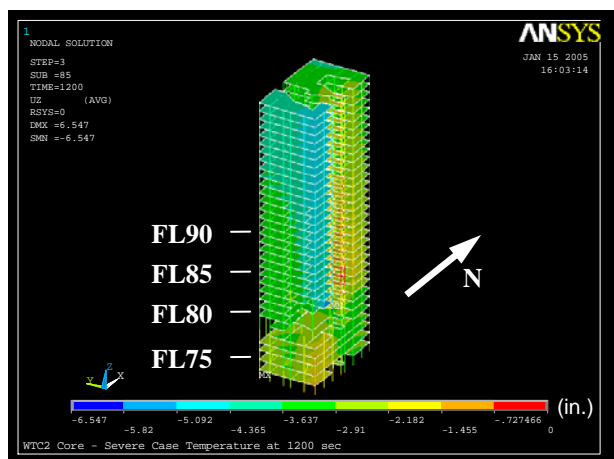 1
NODAL SOLUTION
STEP=3
SUB =85
TIME=1200
UZ (AVG)
RSYS=0
DMX =6.547
SMN =-6.547
ANSYS
JAN 15 2005
16:03:14
FL90
FL85
FL80
FL75
N
MX
Z
Y X
-6.547 -5.092 -3.637 -2.182 -.727466
-5.82 -4.365 -2.91 -1.455 0
(in.)
WTC2 Core - Severe Case Temperature at 1200 sec